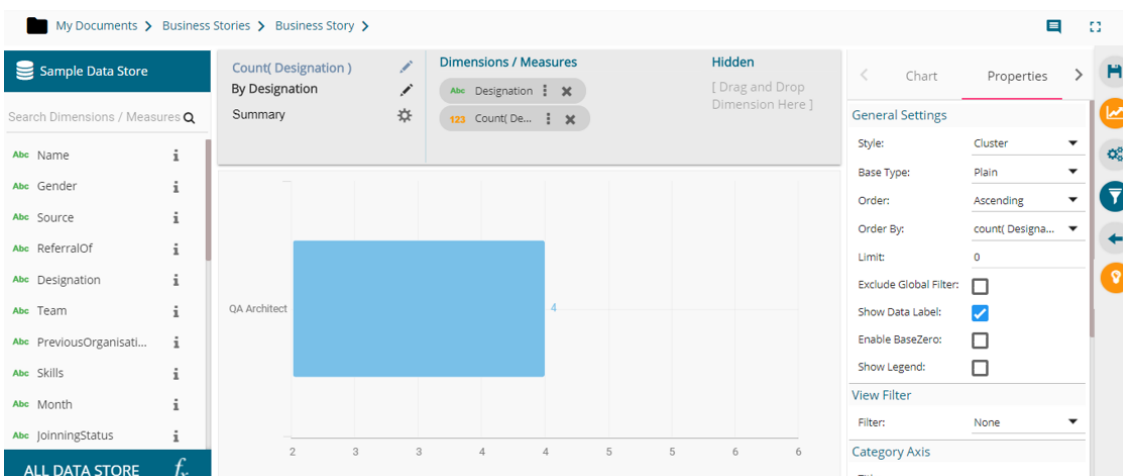 My Documents > Business Stories > Business Story >
Sample Data Store
Search Dimensions / Measures
Abc Name i
Abc Gender i
Abc Source i
Abc ReferralOf i
Abc Designation i
Abc Team i
Abc PreviousOrganisati... i
Abc Skills i
Abc Month i
Abc JoinningStatus i
ALL DATA STORE fx
Count( Designation )
By Designation
Summary
Dimensions / Measures
Abc Designation
123 Count( De...
Hidden
[ Drag and Drop
Dimension Here ]
QA Architect
4
2 3 3 4 4 5 5 6 6
Chart Properties
General Settings
Style: Cluster
Base Type: Plain
Order: Ascending
Order By: count( Designa...
Limit: 0
Exclude Global Filter:
Show Data Label:
Enable BaseZero:
Show Legend:
View Filter
Filter: None
Category Axis